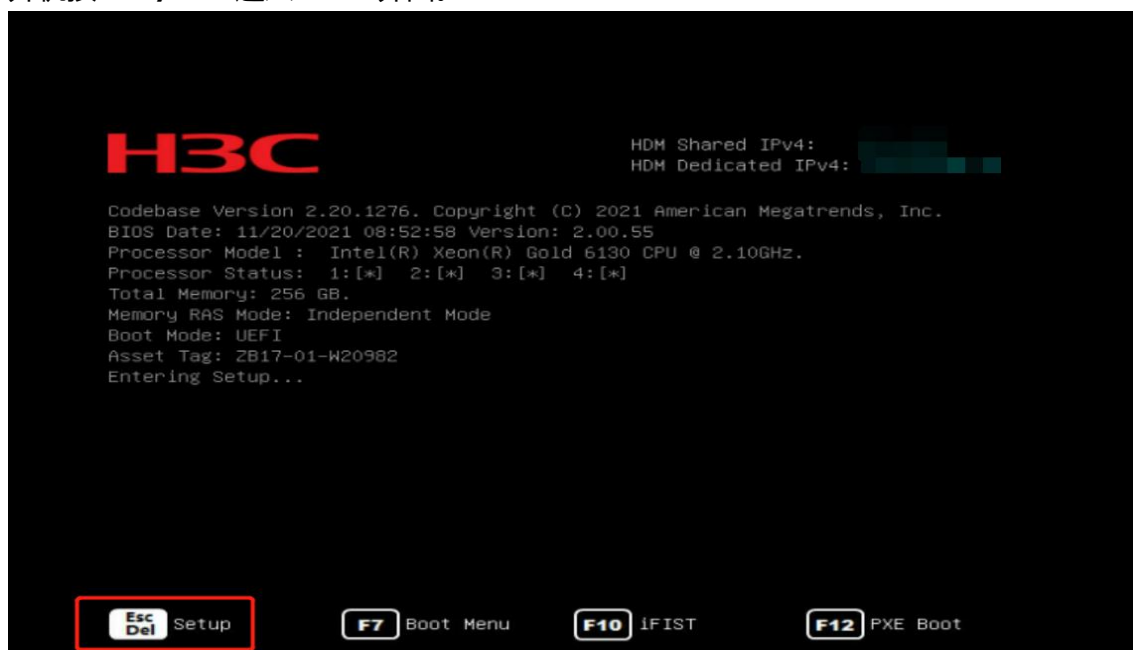 H3C
HDM Shared IPv4:
HDM Dedicated IPv4:
Codebase Version 2.20.1276. Copyright (C) 2021 American Megatrends, Inc.
BIOS Date: 11/20/2021 08:52:58 Version: 2.00.55
Processor Model : Intel(R) Xeon(R) Gold 6130 CPU @ 2.10GHz.
Processor Status: 1:[*] 2:[*] 3:[*] 4:[*]
Total Memory: 256 GB.
Memory RAS Mode: Independent Mode
Boot Mode: UEFI
Asset Tag: ZB17-01-W20982
Entering Setup...
Esc Del Setup F7 Boot Menu F10 iFIST F12 PXE Boot